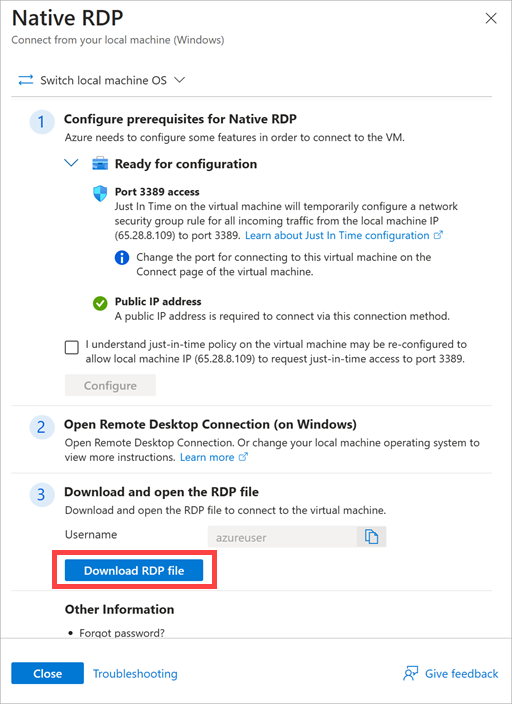 Native RDP
Connect from your local machine (Windows)
Switch local machine OS
1 Configure prerequisites for Native RDP
Azure needs to configure some features in order to connect to the VM.
Ready for configuration
Port 3389 access
Just In Time on the virtual machine will temporarily configure a network
security group rule for all incoming traffic from the local machine IP
(65.28.8.109) to port 3389. Learn about Just In Time configuration
Change the port for connecting to this virtual machine on the
Connect page of the virtual machine.
Public IP address
A public IP address is required to connect via this connection method.
I understand just-in-time policy on the virtual machine may be re-configured to
allow local machine IP (65.28.8.109) to request just-in-time access to port 3389.
Configure
2 Open Remote Desktop Connection (on Windows)
Open Remote Desktop Connection. Or change your local machine operating system to
view more instructions. Learn more
3 Download and open the RDP file
Download and open the RDP file to connect to the virtual machine.
Username azureuser
Download RDP file
Other Information
• Forgot password?
Close Troubleshooting Give feedback